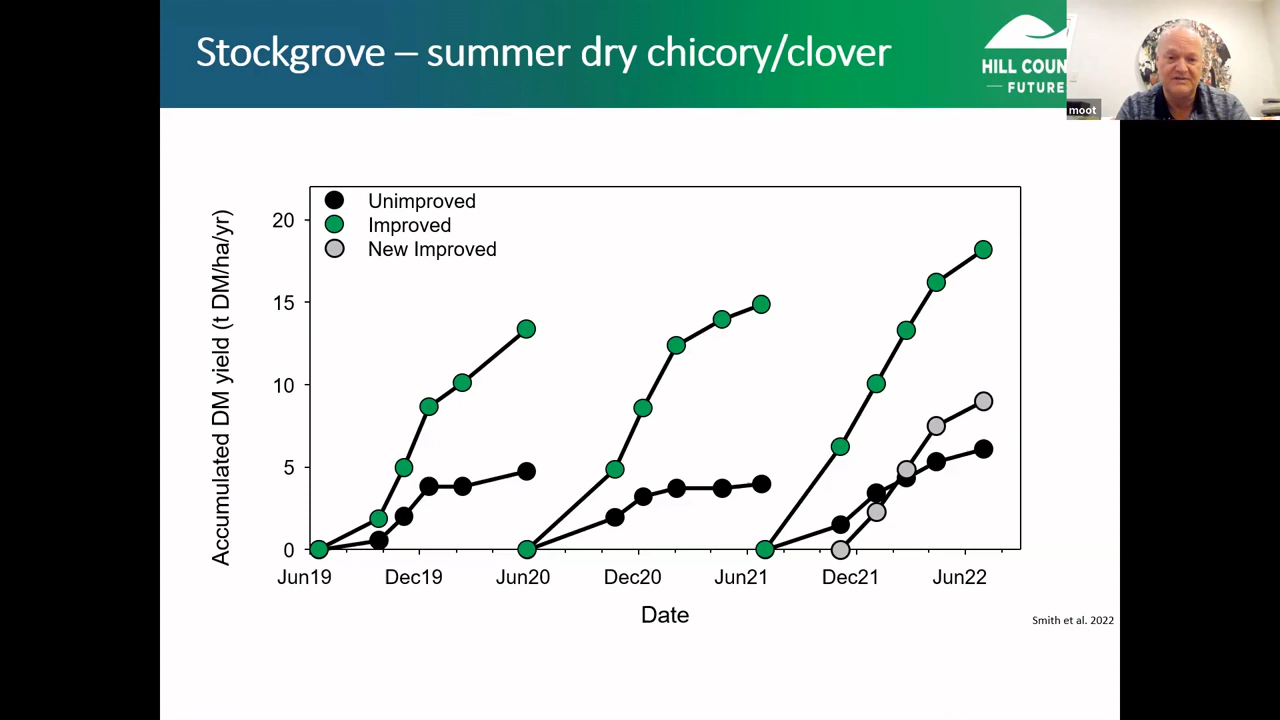 Stockgrove – summer dry chicory/clover
HILL COUN
FUTURE
moot
Unimproved
Improved
New Improved
Accumulated DM yield (t DM/ha/yr)
20
15
10
5
0
Jun19
Dec19
Jun20
Dec20
Jun21
Dec21
Jun22
Date
Smith et al. 2022